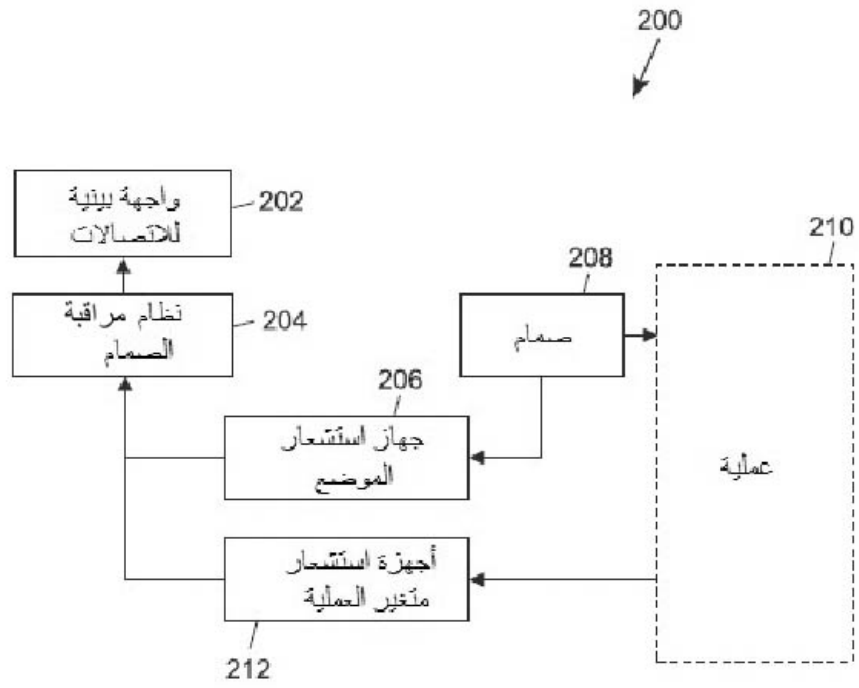 200
واجهة بينية
للاتصالات
202
210
208
نظام مراقبة
الصمام
204
صمام
206
جهاز استشعار
الموضع
عملية
أجهزة استشعار
متغير العملية
212